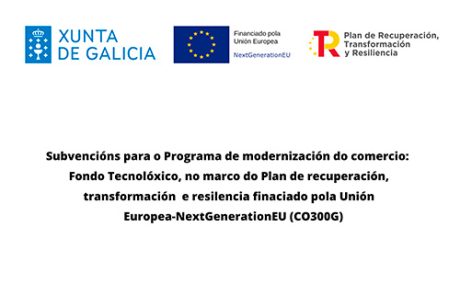 XUNTA
DE GALICIA
Financiado pola
Unión Europea
NextGenerationEU
Plan de Recuperación,
Transformación
y Resiliencia
Subvencións para o Programa de modernización do comercio:
Fondo Tecnolóxico, no marco do Plan de recuperación,
transformación e resilencia finaciado pola Unión
Europea-NextGenerationEU (CO300G)